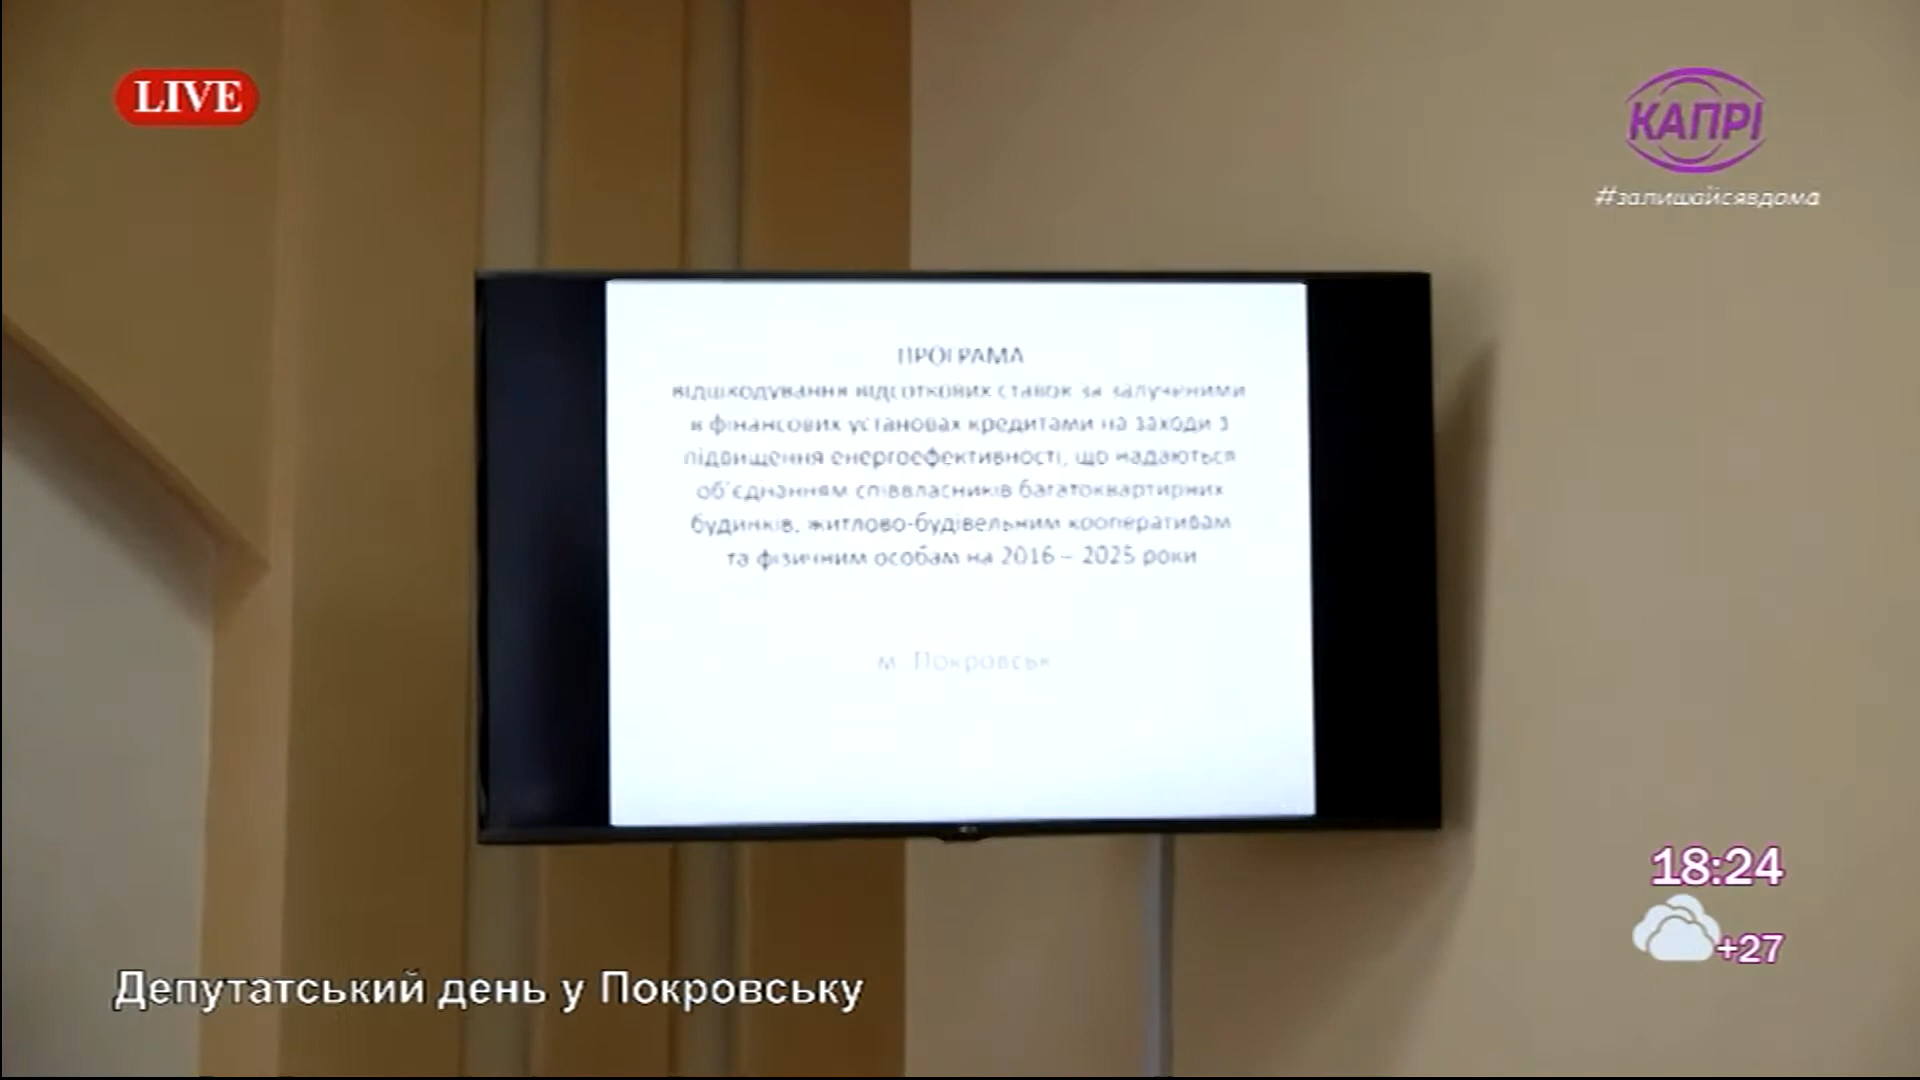 LIVE
КАПРІ
#залишайсявдома
ПРОГРАМА
відшкодування відсоткових ставок за залученими
в фінансових установах кредитами на заходи з
підвищення енергоефективності, що надаються
об'єднанням співвласників багатоквартирних
будинків, житлово-будівельним кооперативам
та фізичним особам на 2016 – 2025 роки
м. Покровськ
18:24
+27
Депутатський день у Покровську